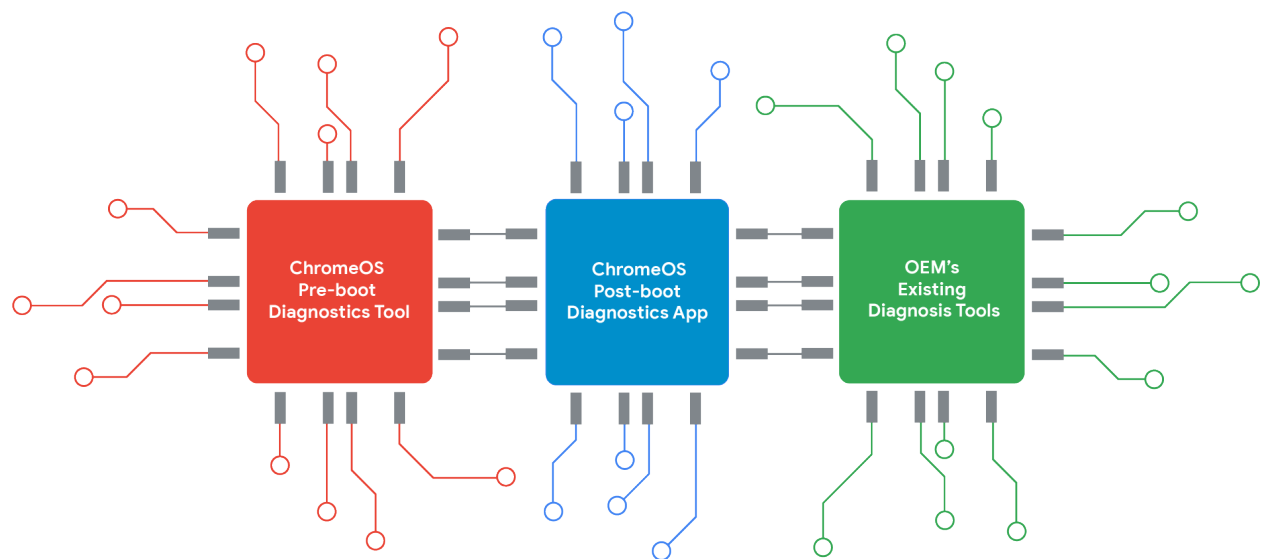 ChromeOS
Pre-boot
Diagnostics Tool
ChromeOS
Post-boot
Diagnostics App
OEM’s
Existing
Diagnosis Tools